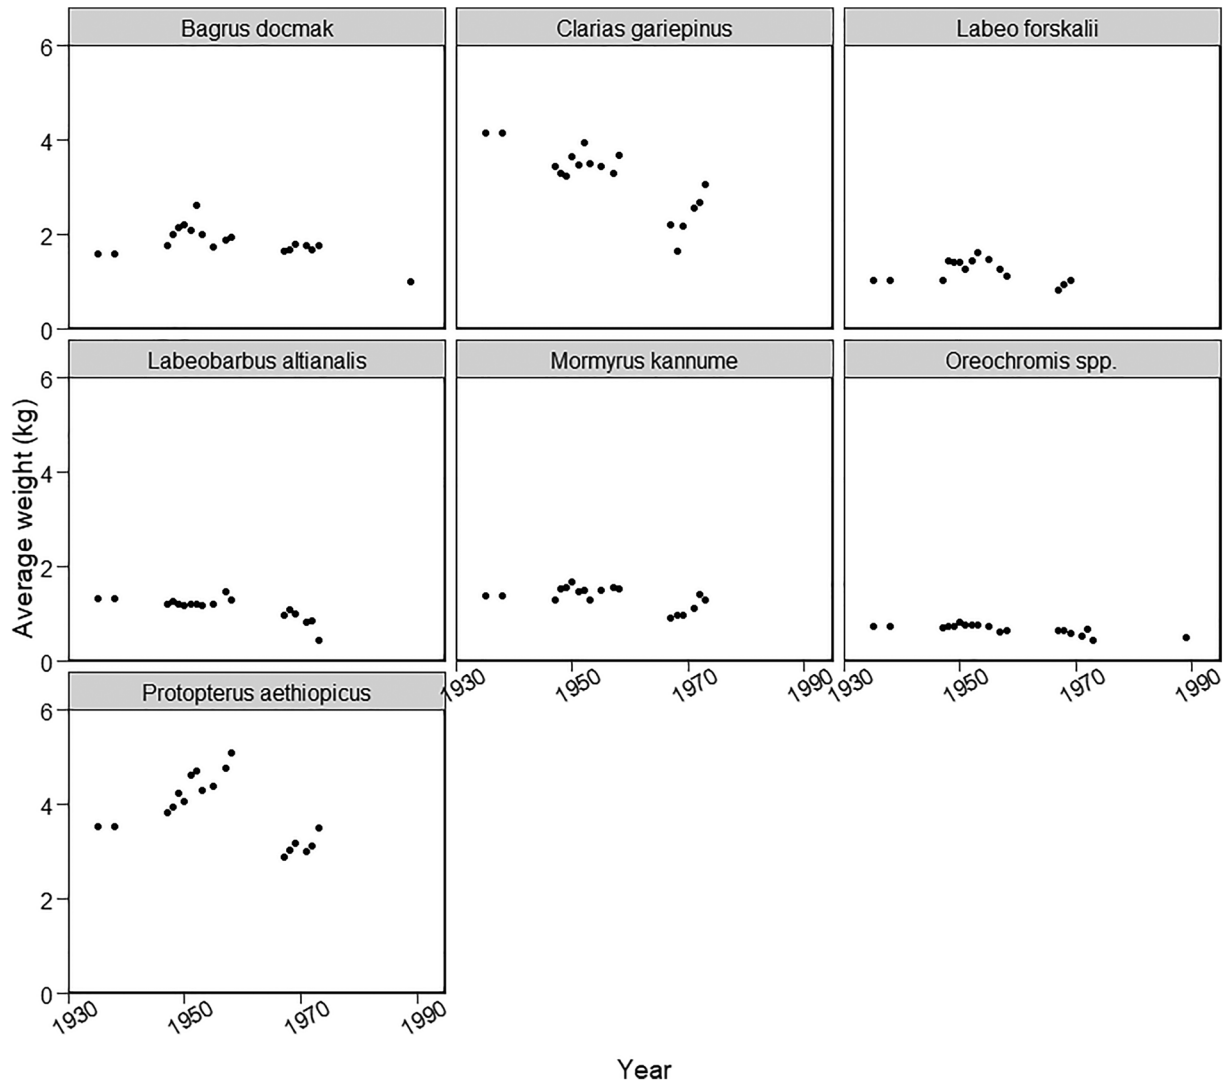 Bagrus docmak Clarias gariepinus Labeo forskalii
6
4
2
0
Labeobarbus altianalis Mormyrus kannume Oreochromis spp.
6
4
2
0
Average weight (kg)
1930 1950 1970 1990 1930 1950 1970 1990
Protopterus aethiopicus
6
4
2
0
1930 1950 1970 1990
Year